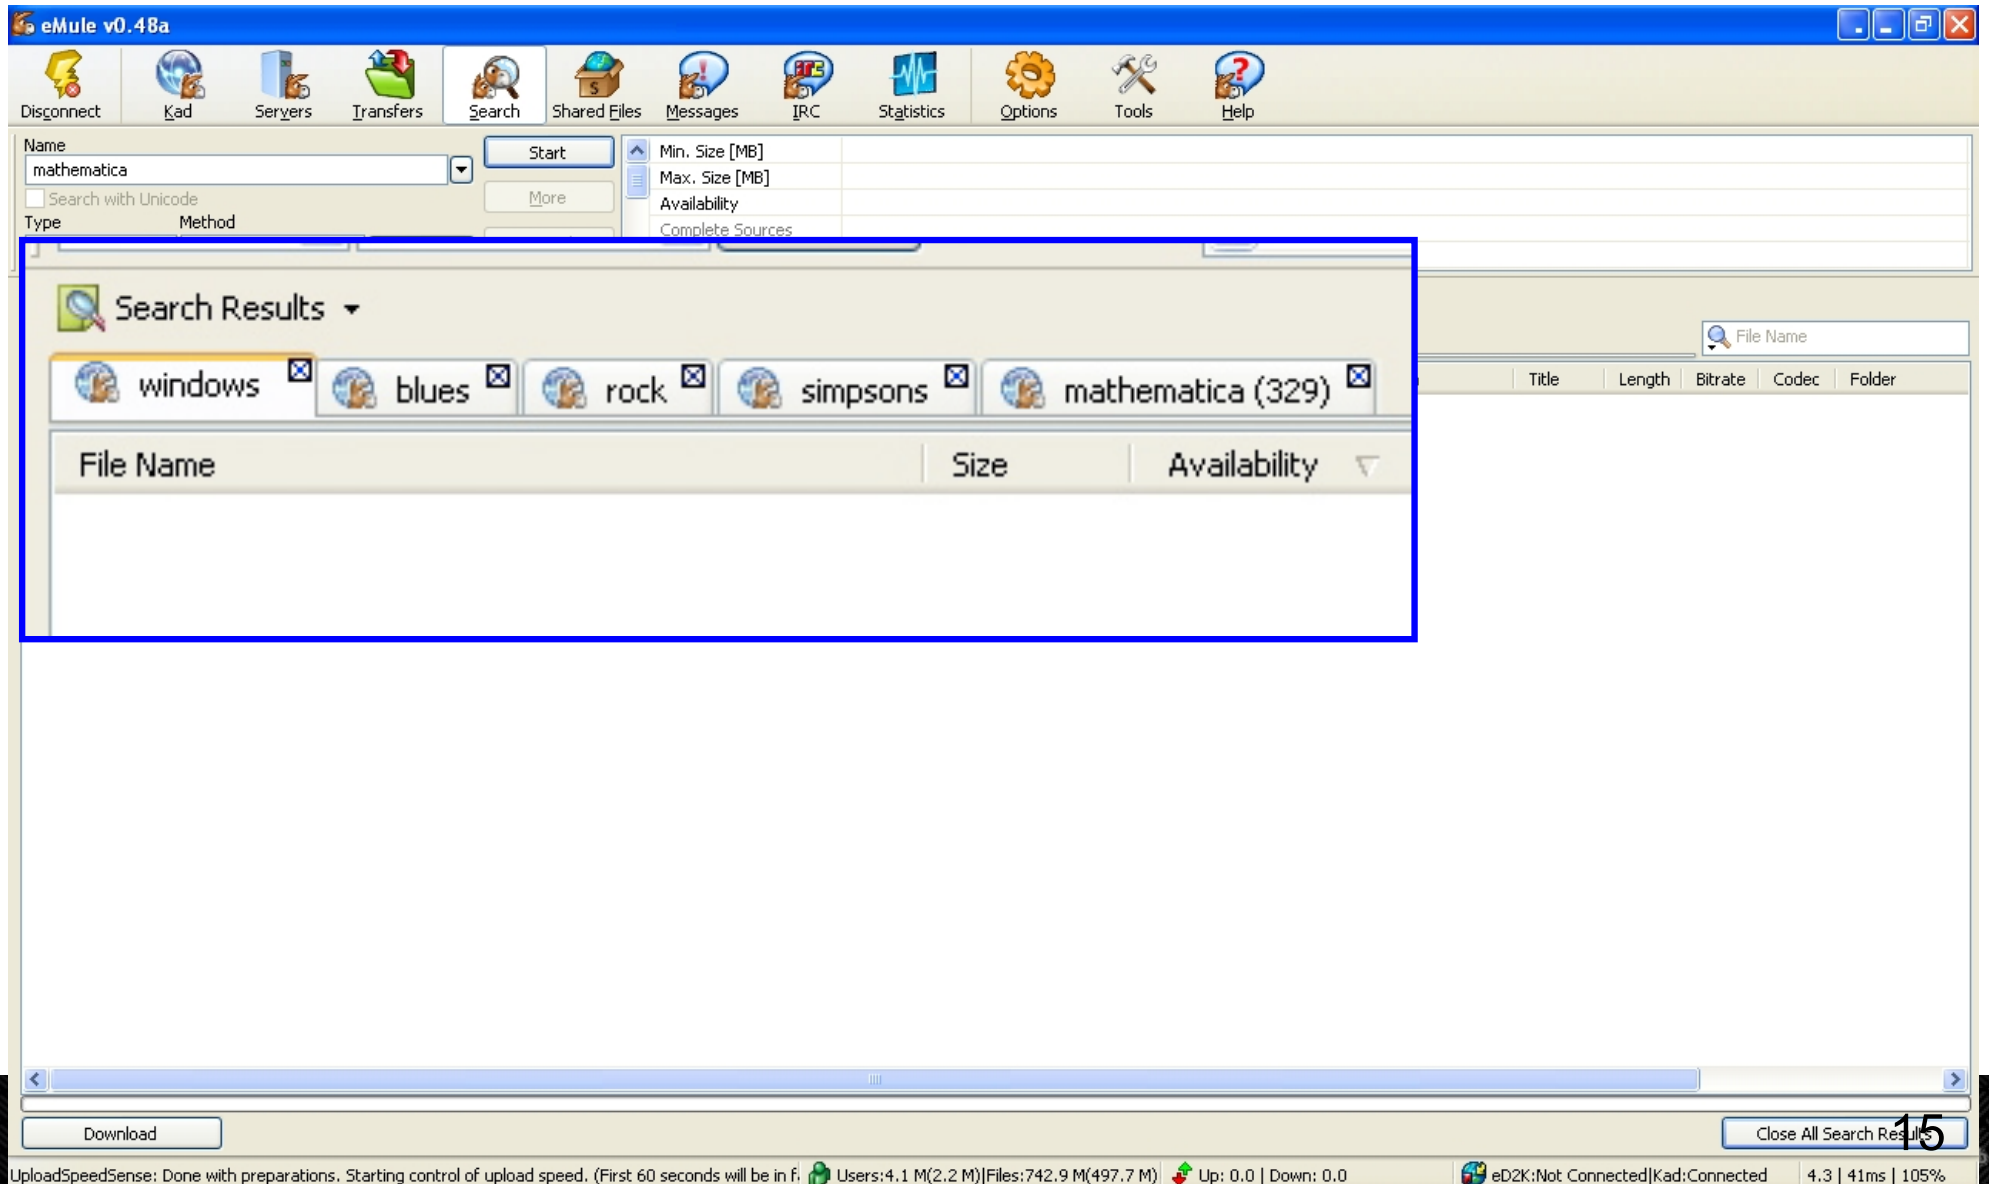 eMule v0.48a
Disconnect Kad Servers Transfers Search Shared Files Messages IRC Statistics Options Tools Help
Name
mathematica
Search with Unicode
Type Method
Start
More
Min. Size [MB]
Max. Size [MB]
Availability
Complete Sources
Search Results
windows blues rock simpsons mathematica (329)
File Name Size Availability
File Name
Title Length Bitrate Codec Folder
Download
Close All Search Results
15
UploadSpeedSense: Done with preparations. Starting control of upload speed. (First 60 seconds will be in f. Users:4.1 M(2.2 M)|Files:742.9 M(497.7 M) Up: 0.0 | Down: 0.0 eD2K:Not Connected|Kad:Connected 4.3 | 41ms | 105%